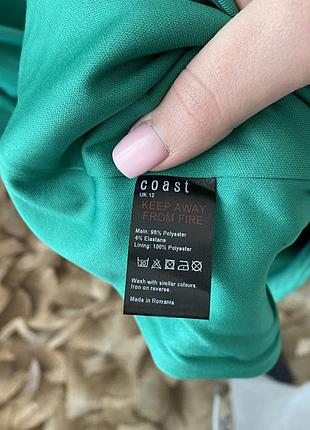 coast
UK 12
KEEP AWAY
FROM FIRE
Main: 96% Polyester
4% Elastane
Lining: 100% Polyester
Wash with similar colours.
Iron on reverse.
Made in Romania